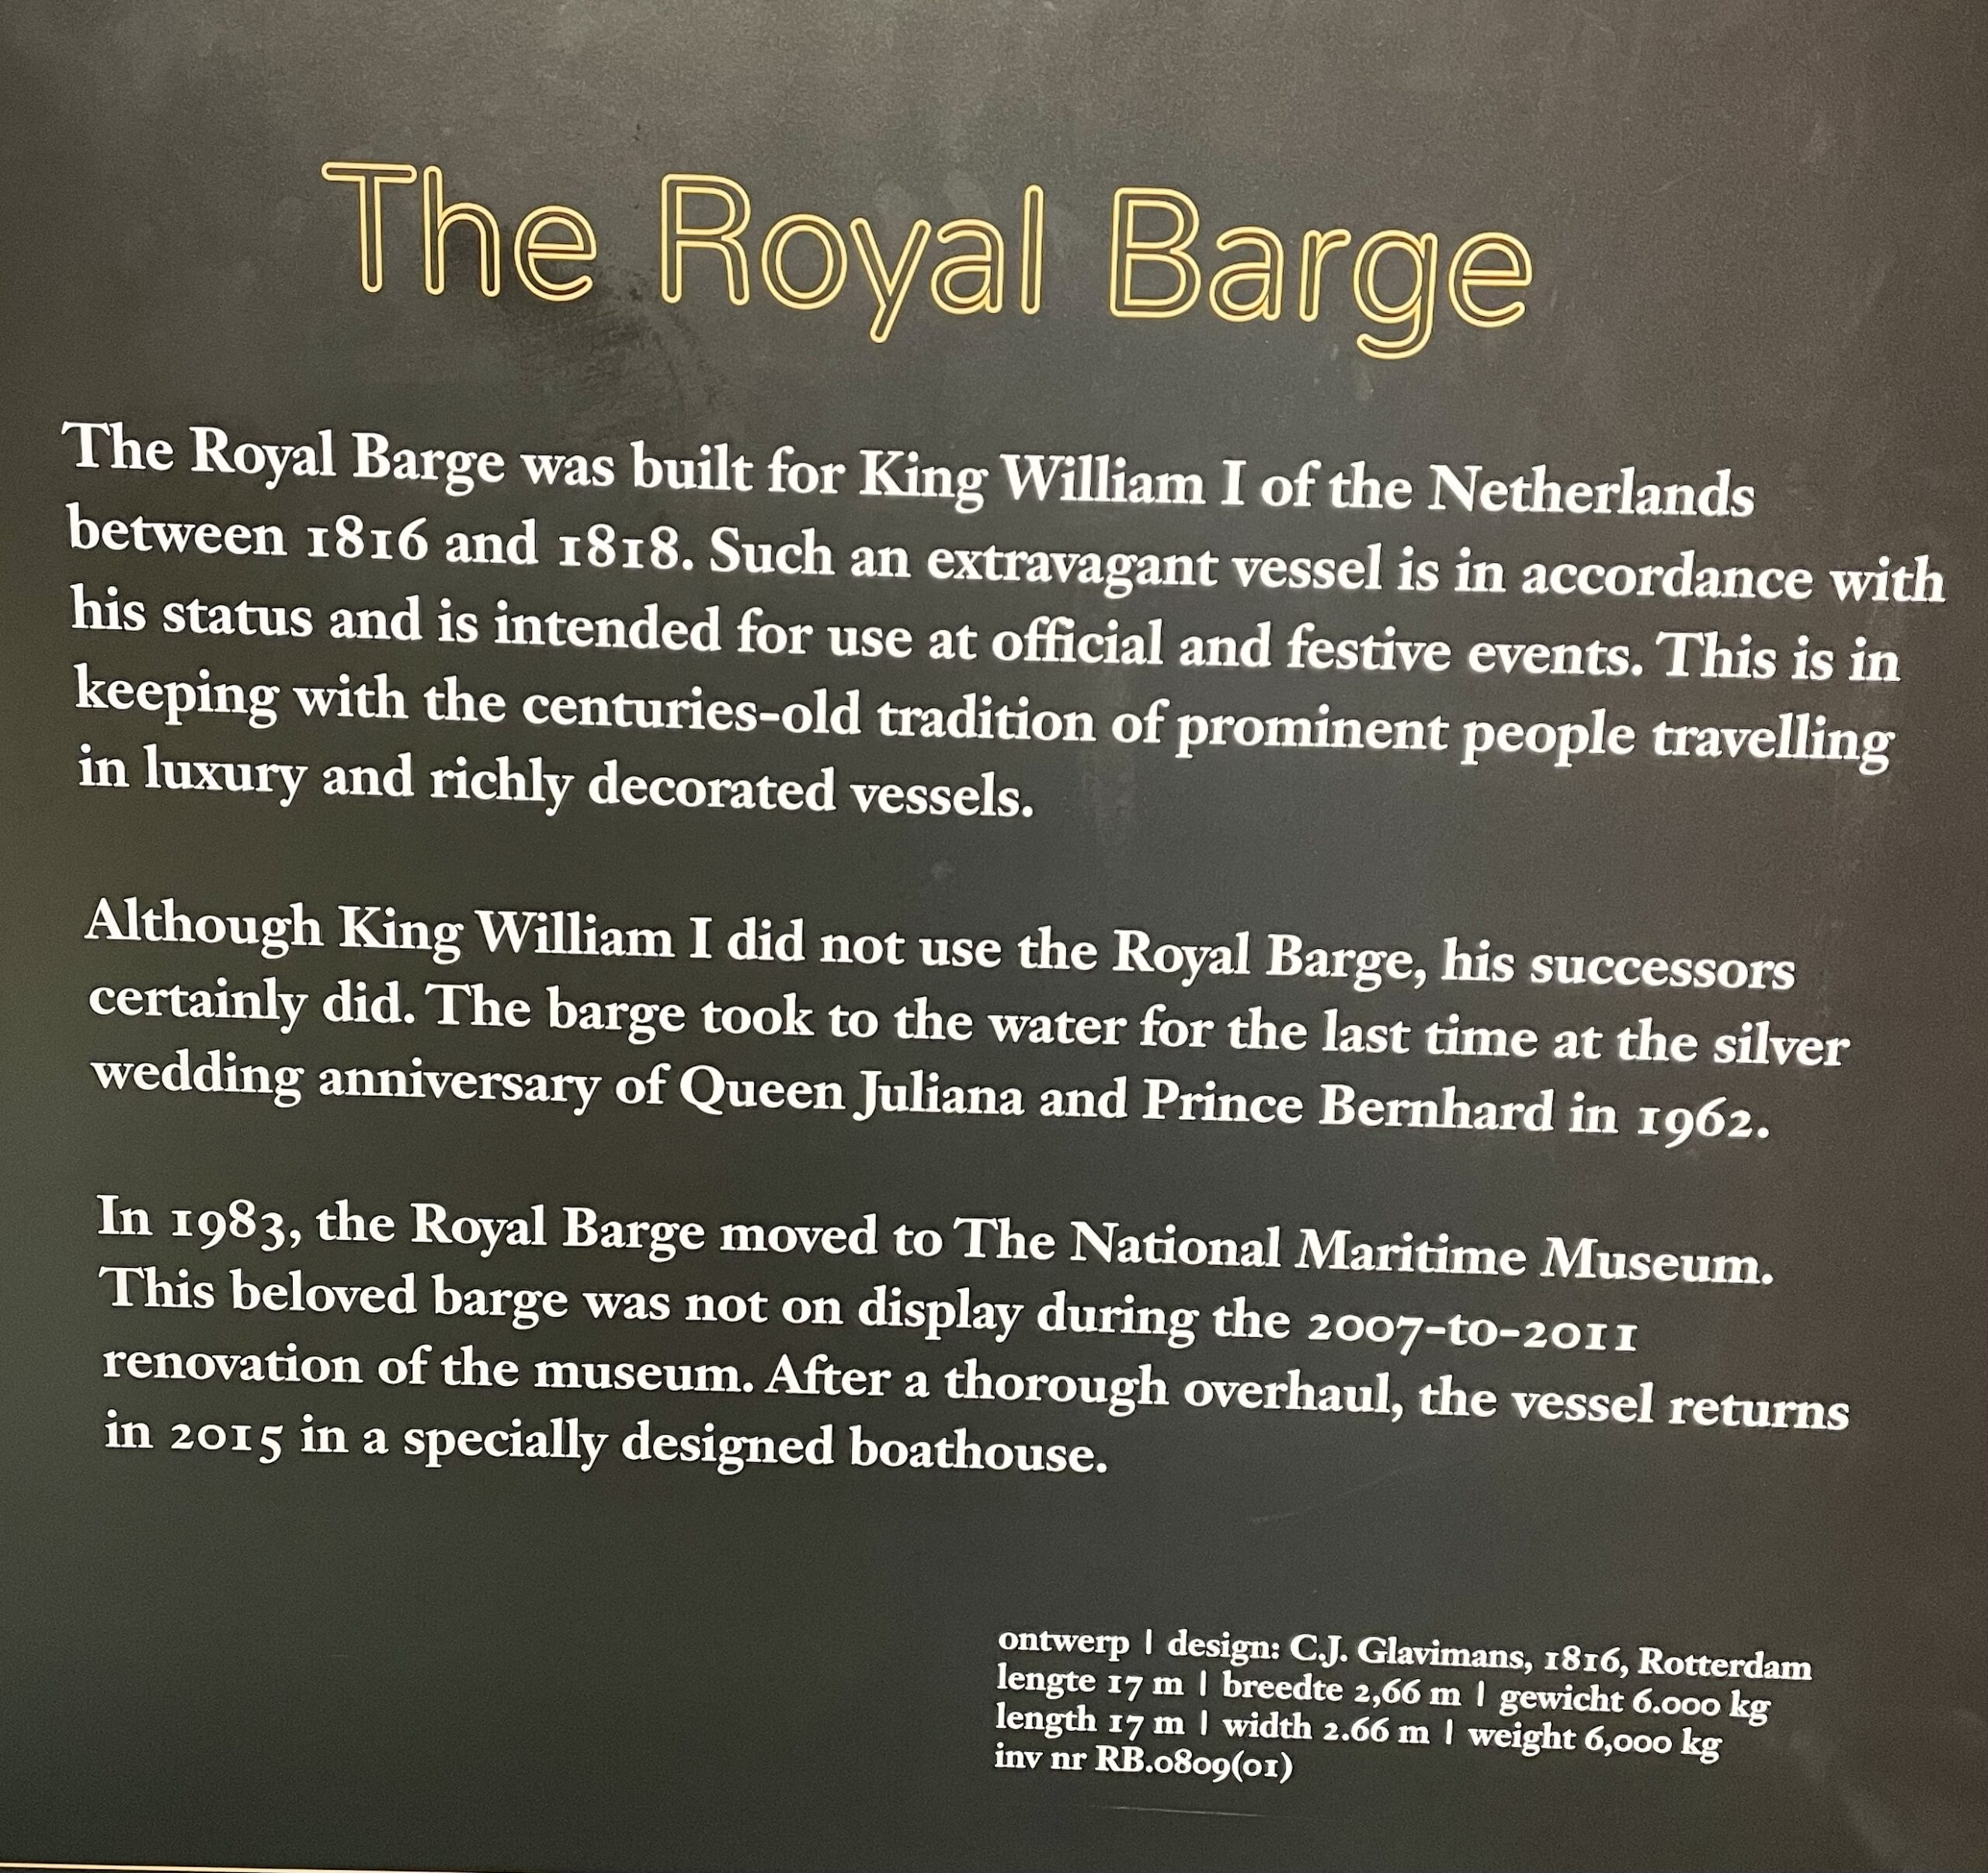 The Royal Barge
The Royal Barge was built for King William I of the Netherlands
between 1816 and 1818. Such an extravagant vessel is in accordance with
his status and is intended for use at official and festive events. This is in
keeping with the centuries-old tradition of prominent people travelling
in luxury and richly decorated vessels.
Although King William I did not use the Royal Barge, his successors
certainly did. The barge took to the water for the last time at the silver
wedding anniversary of Queen Juliana and Prince Bernhard in 1962.
In 1983, the Royal Barge moved to The National Maritime Museum.
This beloved barge was not on display during the 2007-to-2011
renovation of the museum. After a thorough overhaul, the vessel returns
in 2015 in a specially designed boathouse.
ontwerp | design: C.J. Glavimans, 1816, Rotterdam
lengte 17 m | breedte 2,66 m | gewicht 6.000 kg
length 17 m | width 2.66 m | weight 6,000 kg
inv nr RB.0809(01)